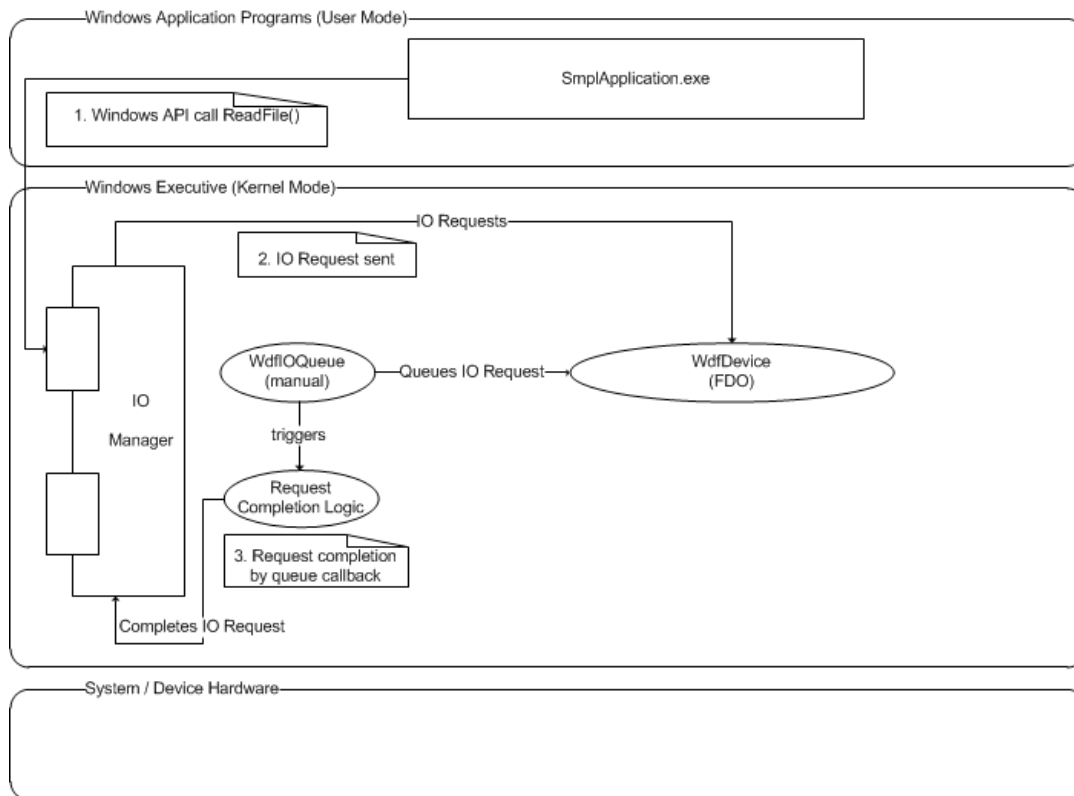 Windows Application Programs (User Mode)
SmplApplication.exe
1. Windows API call ReadFile()
Windows Executive (Kernel Mode)
IO Requests
2. IO Request sent
IO
Manager
WdfIOQueue
(manual)
Queues IO Request
WdfDevice
(FDO)
triggers
Request
Completion Logic
3. Request completion
by queue callback
Completes IO Request
System / Device Hardware